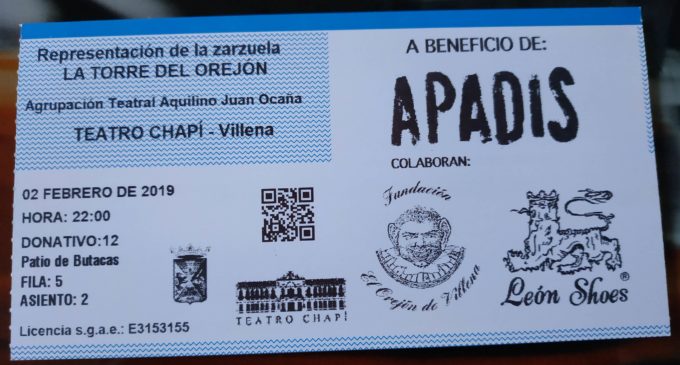 Representación de la zarzuela
LA TORRE DEL OREJÓN
Agrupación Teatral Aquilino Juan Ocaña
TEATRO CHAPÍ - Villena
02 FEBRERO DE 2019
HORA: 22:00
DONATIVO:12
Patio de Butacas
FILA: 5
ASIENTO: 2
Licencia s.g.a.e.: E3153155
TEATRO CHAPÍ
A BENEFICIO DE:
APADIS
COLABORAN:
Fundación
El Orejón de Villena
León Shoes®